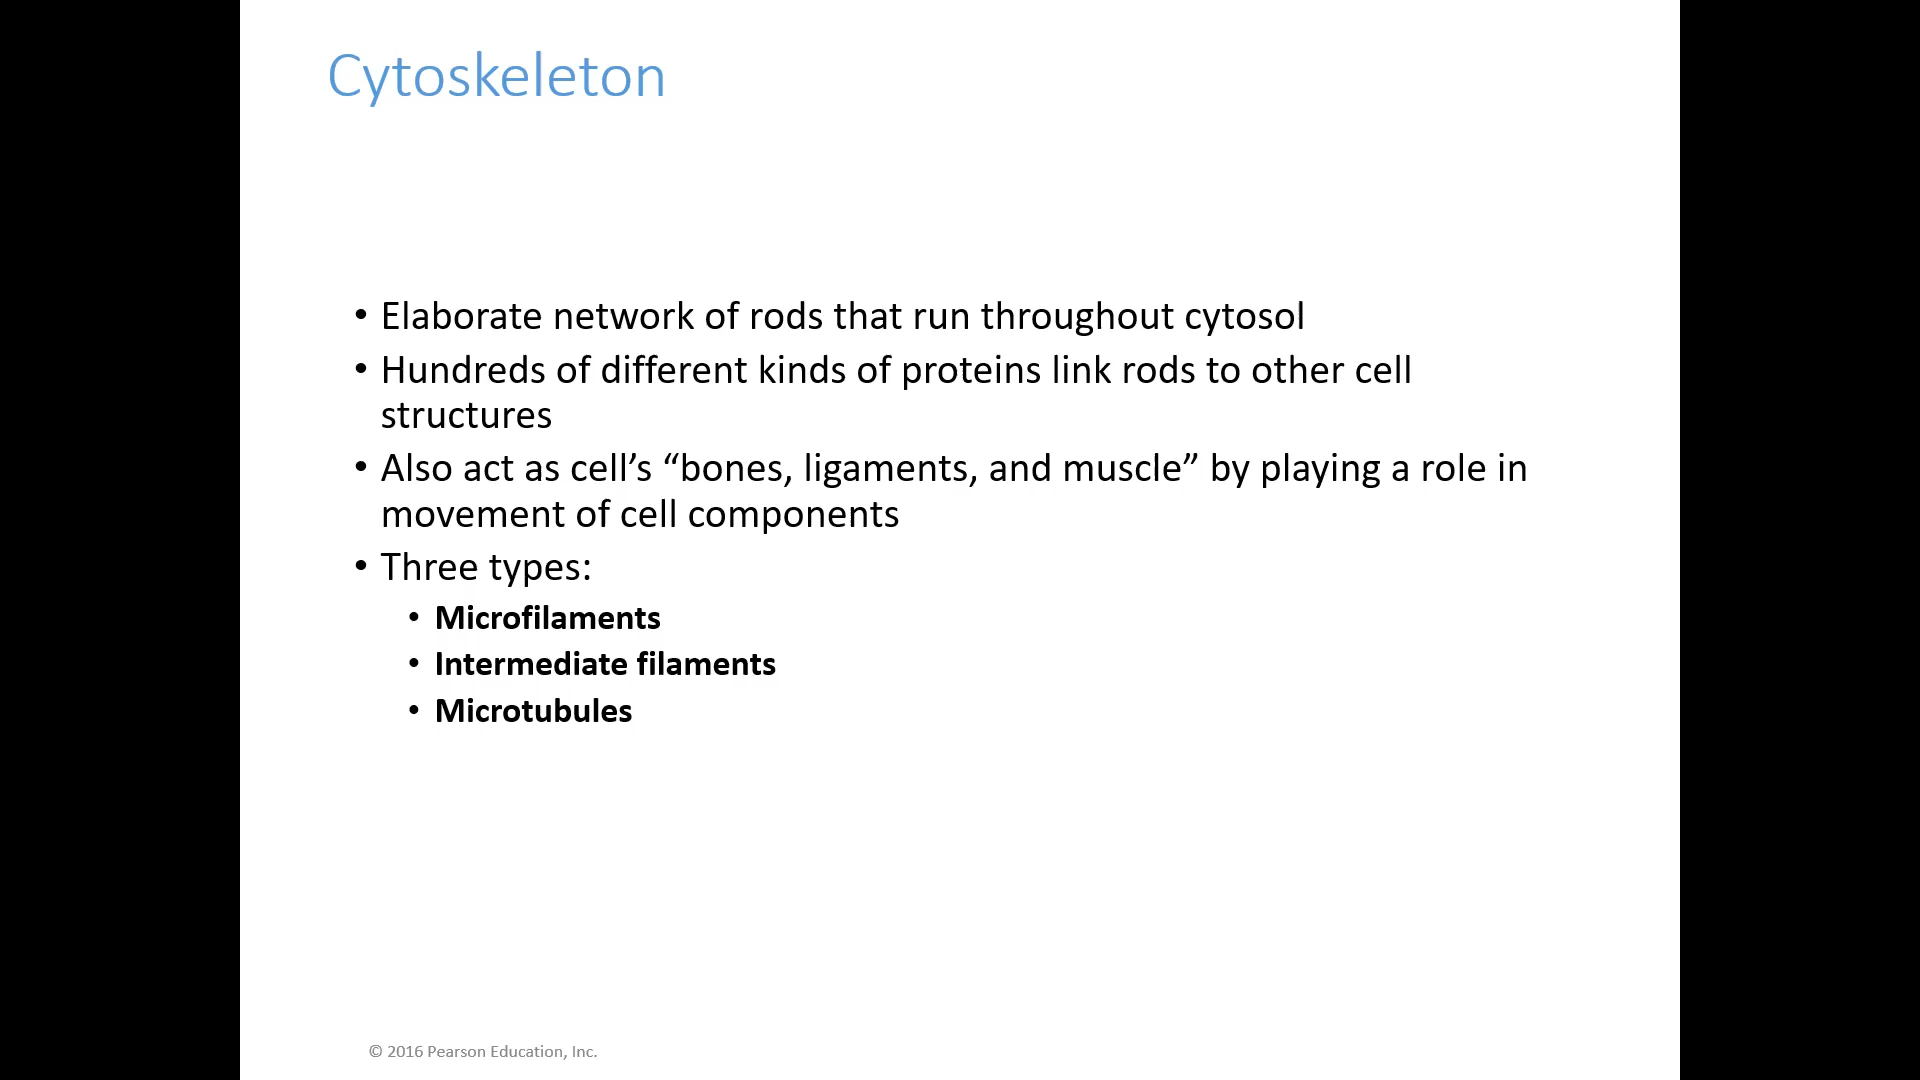 Cytoskeleton
• Elaborate network of rods that run throughout cytosol
• Hundreds of different kinds of proteins link rods to other cell
structures
• Also act as cell’s “bones, ligaments, and muscle” by playing a role in
movement of cell components
• Three types:
• Microfilaments
• Intermediate filaments
• Microtubules
© 2016 Pearson Education, Inc.